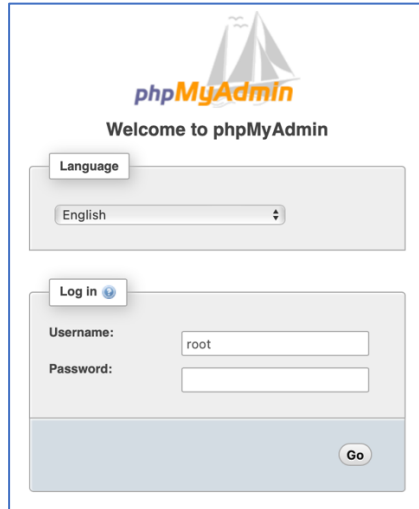 phpMyAdmin
Welcome to phpMyAdmin
Language
English
Log in
Username:
root
Password:
Go